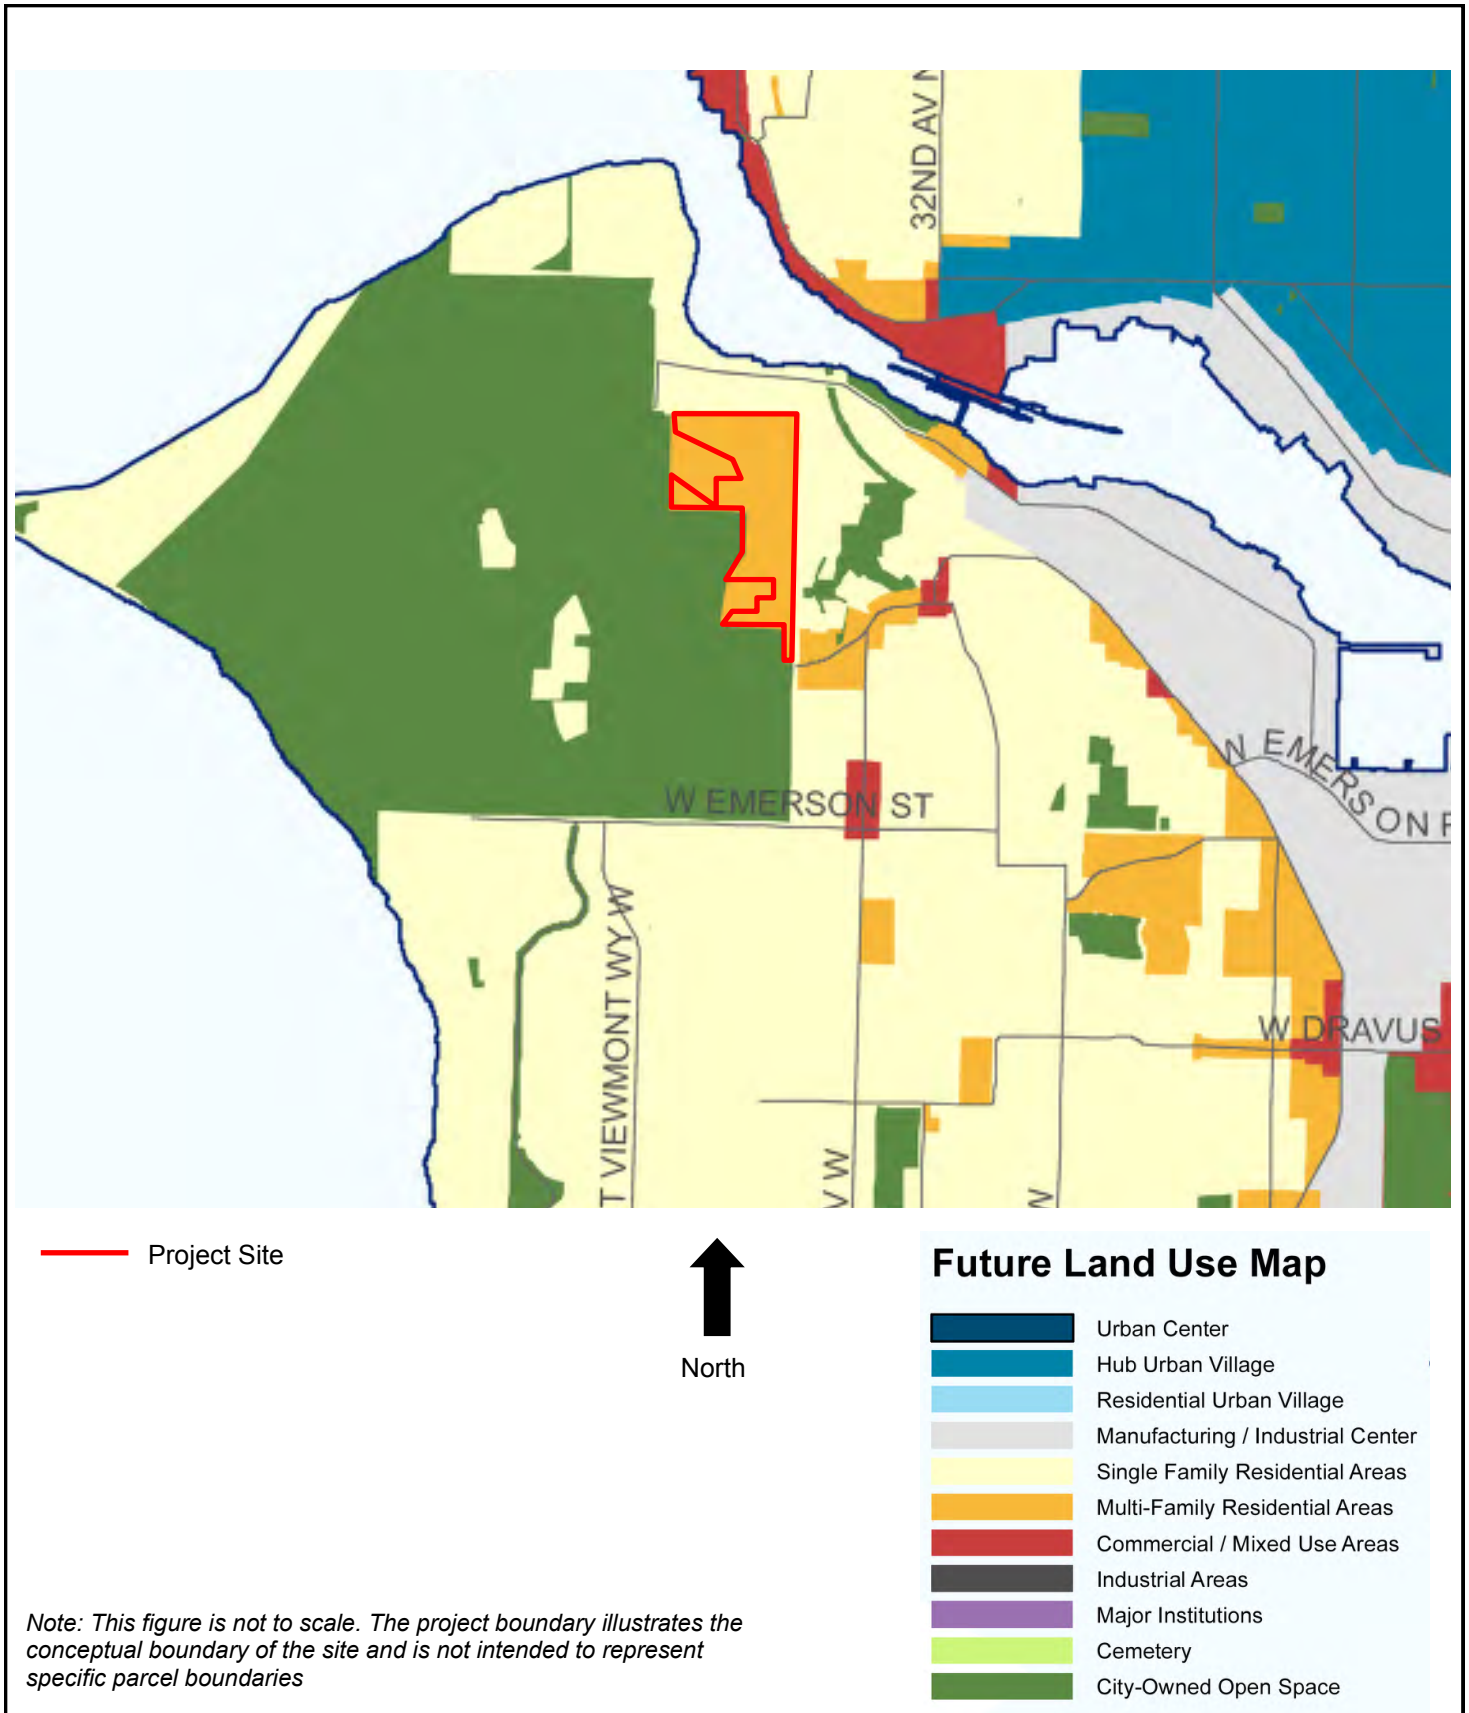 32ND AV N
W EMERSON ST
N EMERSON P
T VIEWMONT WY W
W DRAVUS
V W
W
Project Site
North
Future Land Use Map
Urban Center
Hub Urban Village
Residential Urban Village
Manufacturing / Industrial Center
Single Family Residential Areas
Multi-Family Residential Areas
Commercial / Mixed Use Areas
Industrial Areas
Major Institutions
Cemetery
City-Owned Open Space
Note: This figure is not to scale. The project boundary illustrates the
conceptual boundary of the site and is not intended to represent
specific parcel boundaries